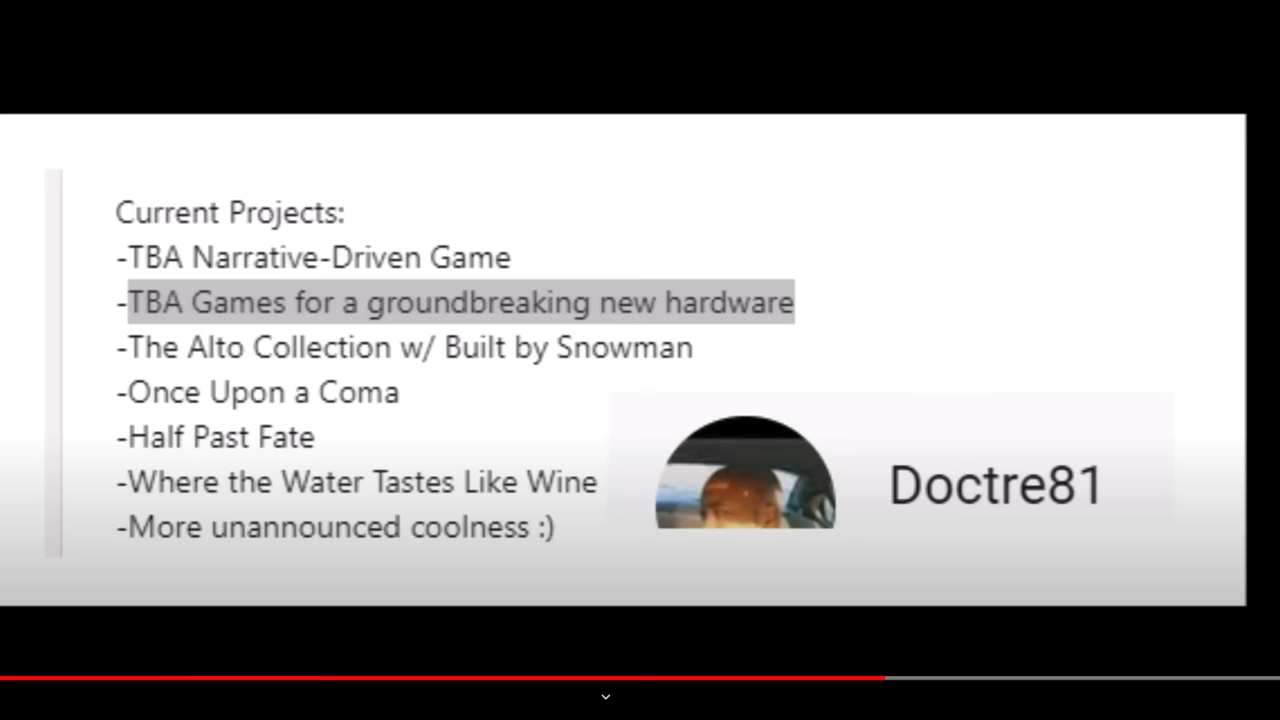 Current Projects:
-TBA Narrative-Driven Game
-TBA Games for a groundbreaking new hardware
-The Alto Collection w/ Built by Snowman
-Once Upon a Coma
-Half Past Fate
-Where the Water Tastes Like Wine
-More unannounced coolness :)
Doctre81